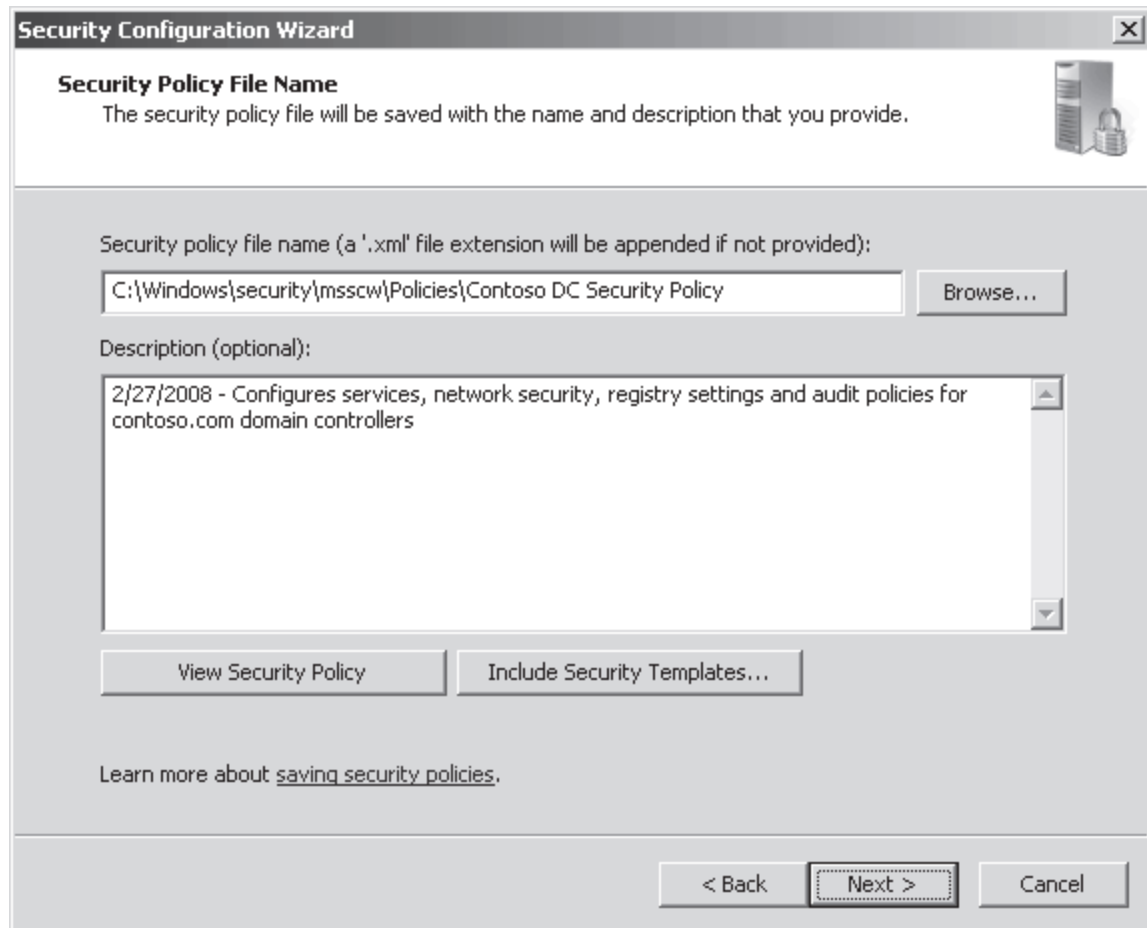 Security Configuration Wizard
Security Policy File Name
The security policy file will be saved with the name and description that you provide.
Security policy file name (a '.xml' file extension will be appended if not provided):
C:\Windows\security\msscw\Policies\Contoso DC Security Policy
Browse...
Description (optional):
2/27/2008 - Configures services, network security, registry settings and audit policies for
contoso.com domain controllers
View Security Policy
Include Security Templates...
Learn more about saving security policies.
< Back
Next >
Cancel